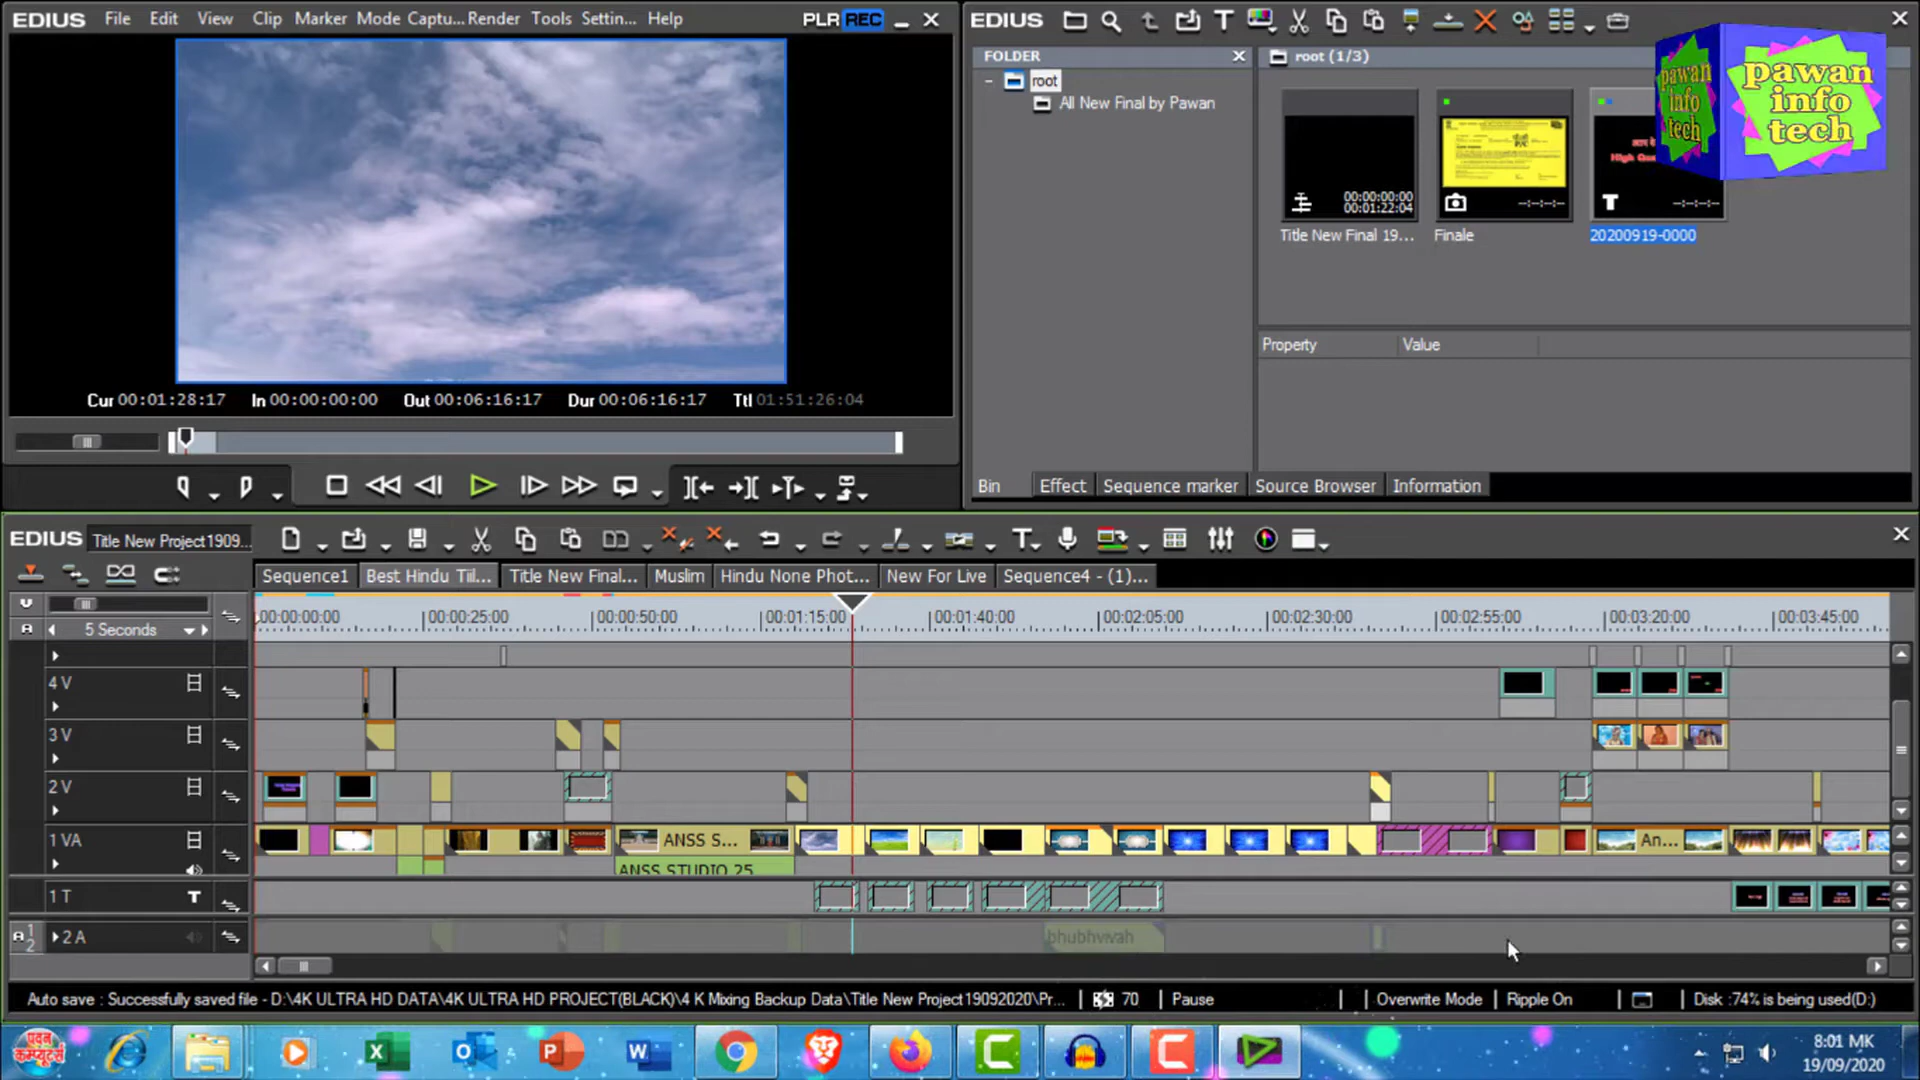 EDIUS File Edit View Clip Marker Mode Captu... Render Tools Settin... Help PLR REC
Cur 00:01:28:17 In 00:00:00:00 Out 00:06:16:17 Dur 00:06:16:17 Ttl 01:51:26:04
EDIUS
FOLDER
root
All New Final by Pawan
root (1/3)
00:00:00:00
00:01:22:04
--:--:--:--
--:--:--:--
Title New Final 19... Finale 20200919-0000
pawan
info
tech
pawan
info
tech
Property Value
Bin Effect Sequence marker Source Browser Information
EDIUS Title New Project1909...
Sequence1 Best Hindu Tiil... Title New Final... Muslim Hindu None Phot... New For Live Sequence4 - (1)...
5 Seconds
00:00:00:00 00:00:25:00 00:00:50:00 00:01:15:00 00:01:40:00 00:02:05:00 00:02:30:00 00:02:55:00 00:03:20:00 00:03:45:00
4 V
3 V
2 V
1 VA ANSS S... An...
ANSS STUDIO 25
1 T T
2 A bhubhvivah
Auto save : Successfully saved file - D:\4K ULTRA HD DATA\4K ULTRA HD PROJECT(BLACK)\4 K Mixing Backup Data\Title New Project19092020\Pr... 70 Pause Overwrite Mode Ripple On Disk :74% is being used(D:)
पवन
कम्प्यूटर्स
8:01 MK
19/09/2020